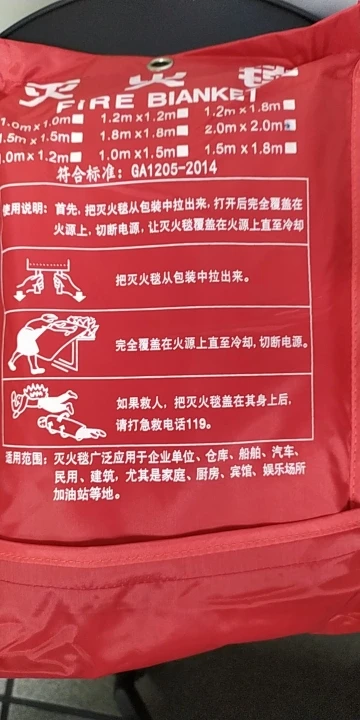 灭火毯
FIRE BLANKET
1.0m×1.0m 1.2m×1.2m 1.2m×1.8m
1.5m×1.5m 1.8m×1.8m 2.0m×2.0m
1.0m×1.2m 1.0m×1.5m 1.5m×1.8m
符合标准：GA1205-2014
使用说明：首先，把灭火毯从包装中拉出来，打开后完全覆盖在
火源上，切断电源，让灭火毯覆盖在火源上直至冷却
把灭火毯从包装中拉出来。
完全覆盖在火源上直至冷却，切断电源。
如果救人，把灭火毯盖在其身上后，
请打急救电话119。
适用范围：灭火毯广泛应用于企业单位、仓库、船舶、汽车、
民用、建筑，尤其是家庭、厨房、宾馆、娱乐场所
加油站等地。